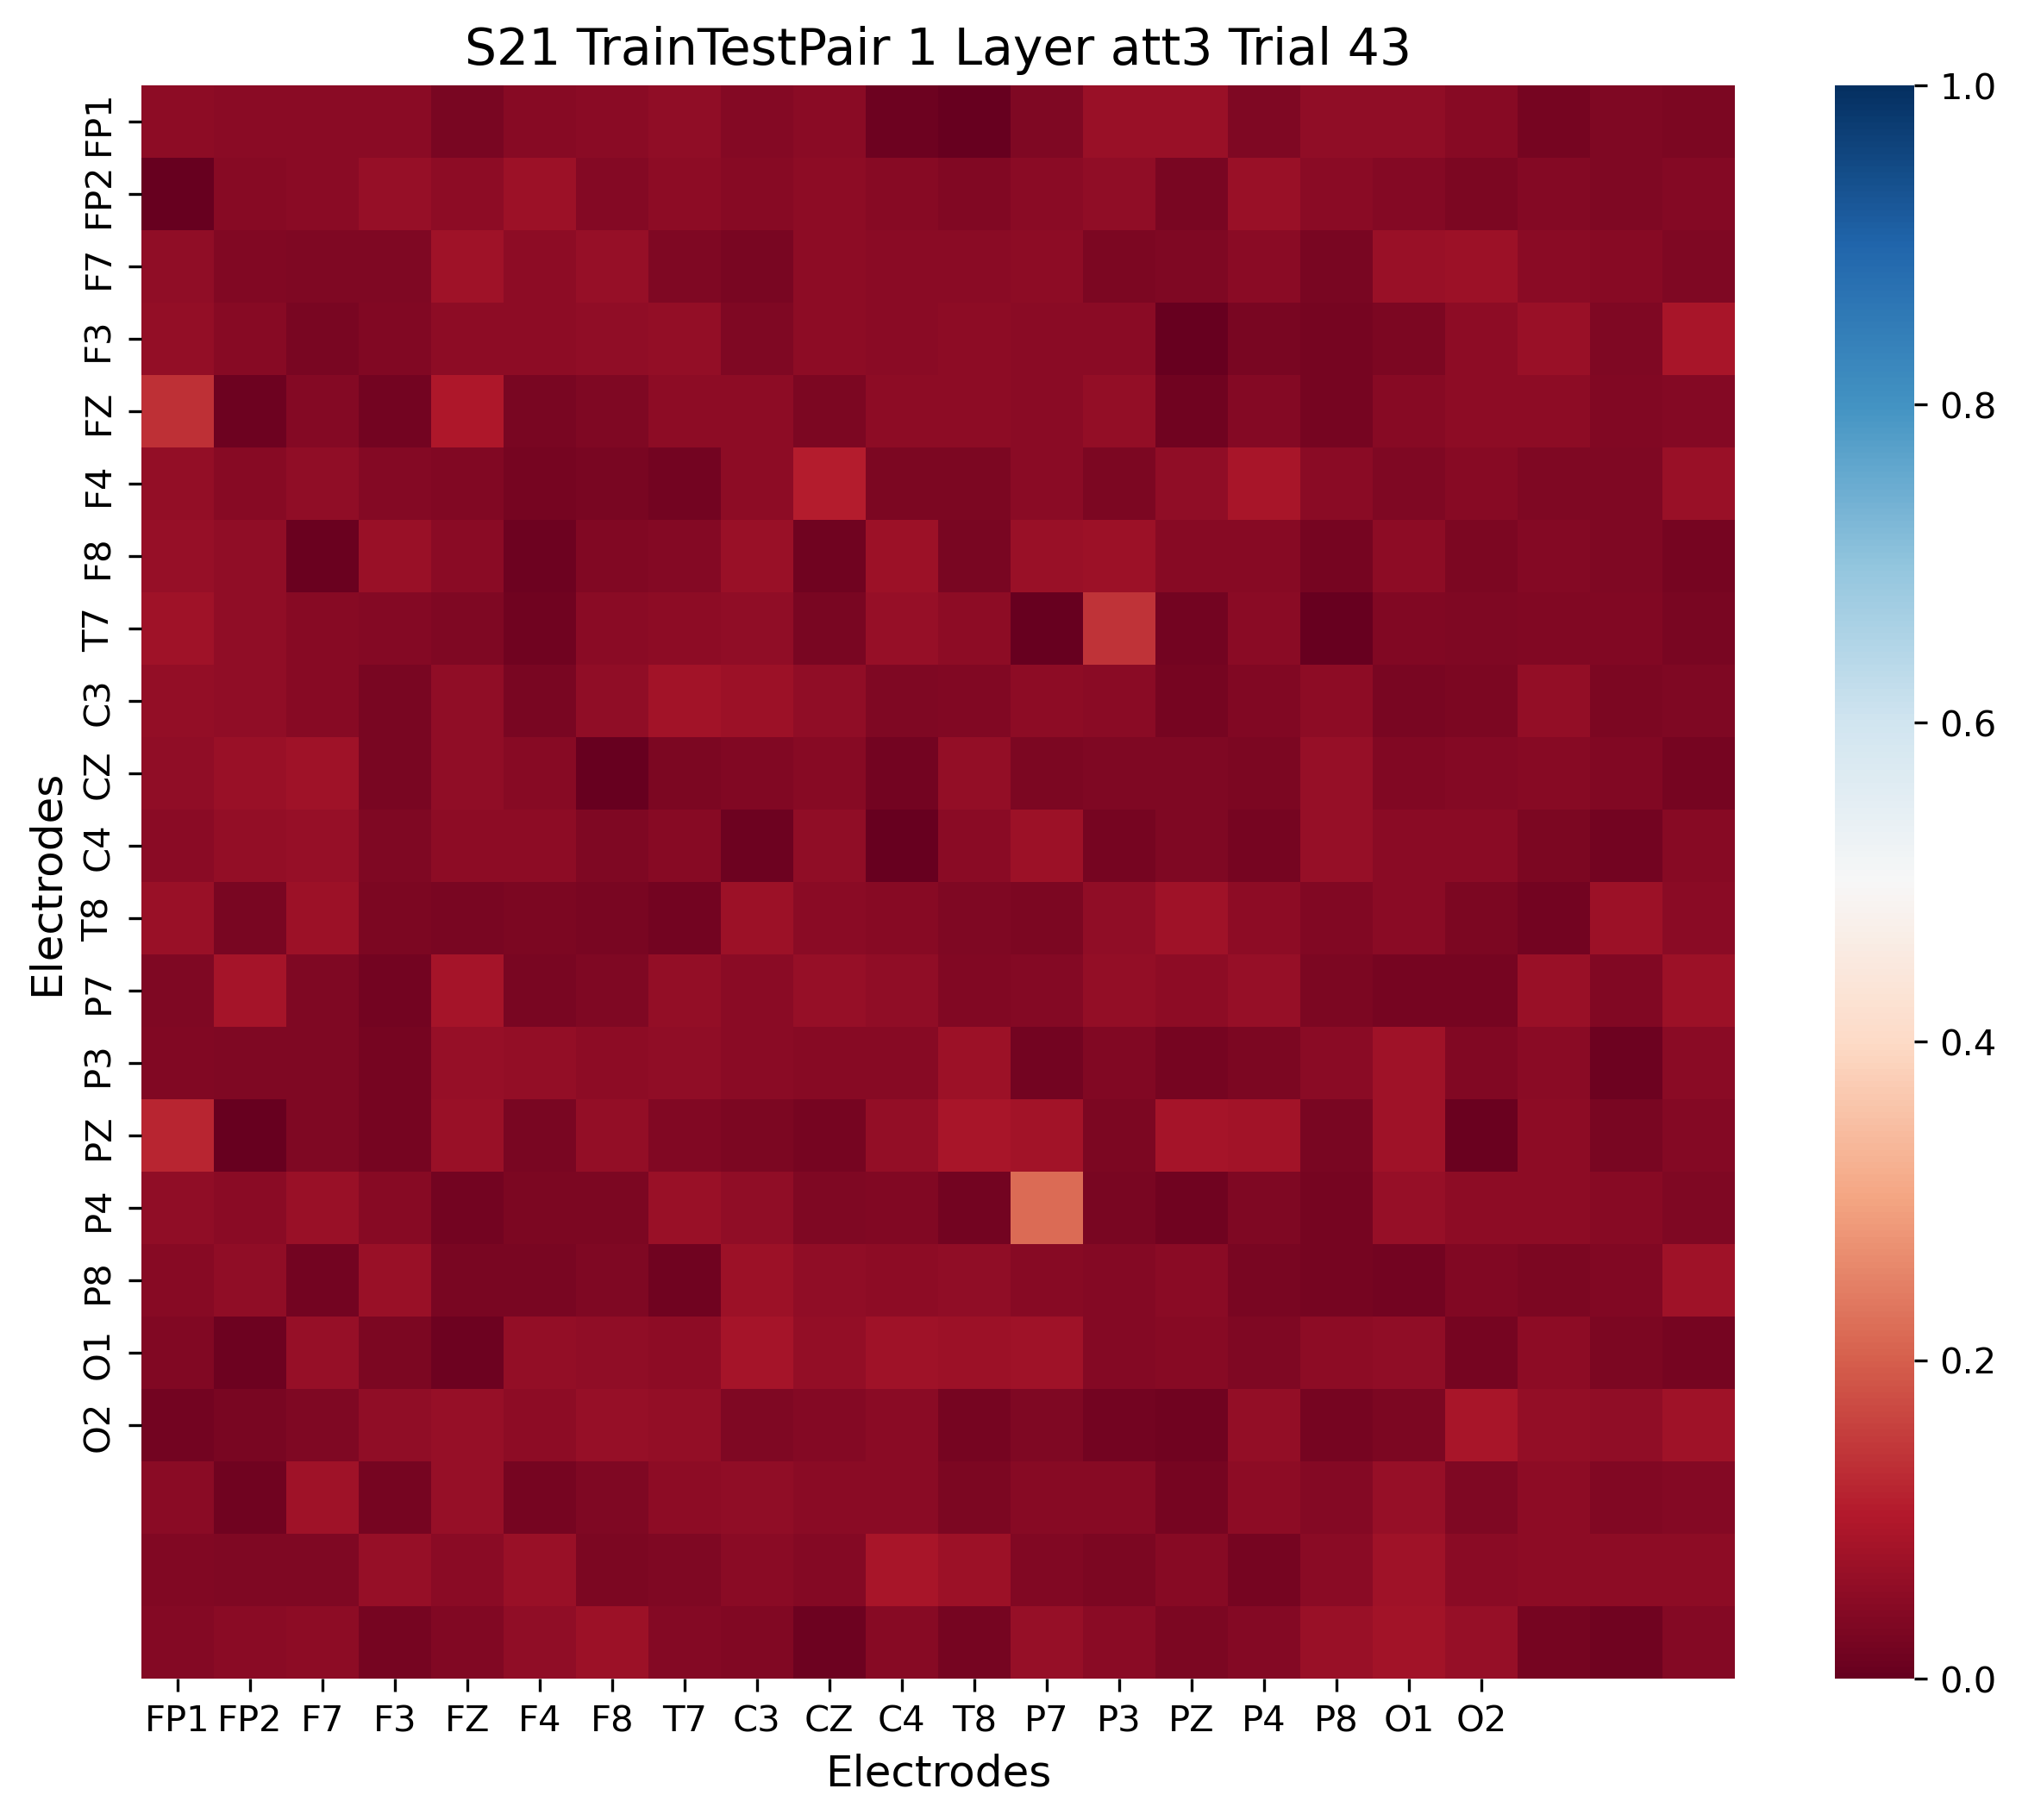 S21 TrainTestPair 1 Layer att3 Trial 43
Electrodes
FP1
FP2
F7
F3
FZ
F4
F8
T7
C3
CZ
C4
T8
P7
P3
PZ
P4
P8
O1
O2
FP1 FP2 F7 F3 FZ F4 F8 T7 C3 CZ C4 T8 P7 P3 PZ P4 P8 O1 O2
Electrodes
1.0
0.8
0.6
0.4
0.2
0.0